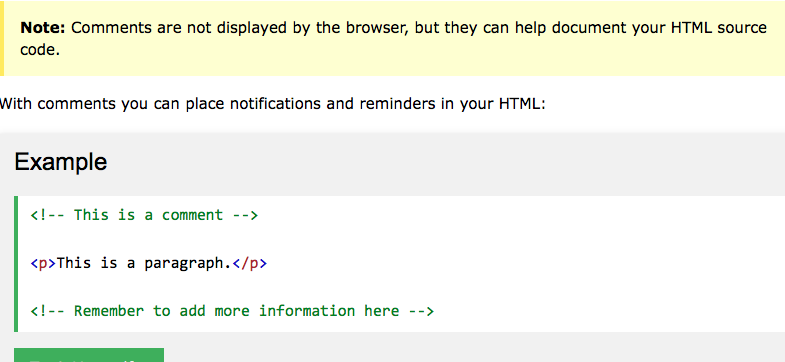 Note: Comments are not displayed by the browser, but they can help document your HTML source
code.
With comments you can place notifications and reminders in your HTML:
Example
<!-- This is a comment -->
<p>This is a paragraph.</p>
<!-- Remember to add more information here -->